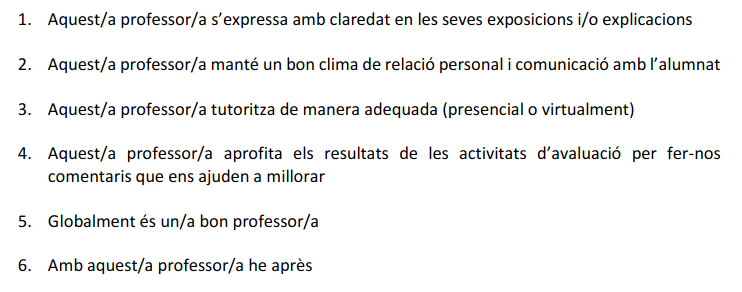 1. Aquest/a professor/a s’expressa amb claredat en les seves exposicions i/o explicacions
2. Aquest/a professor/a manté un bon clima de relació personal i comunicació amb l’alumnat
3. Aquest/a professor/a tutoritza de manera adequada (presencial o virtualment)
4. Aquest/a professor/a aprofita els resultats de les activitats d’avaluació per fer-nos
comentaris que ens ajuden a millorar
5. Globalment és un/a bon professor/a
6. Amb aquest/a professor/a he après